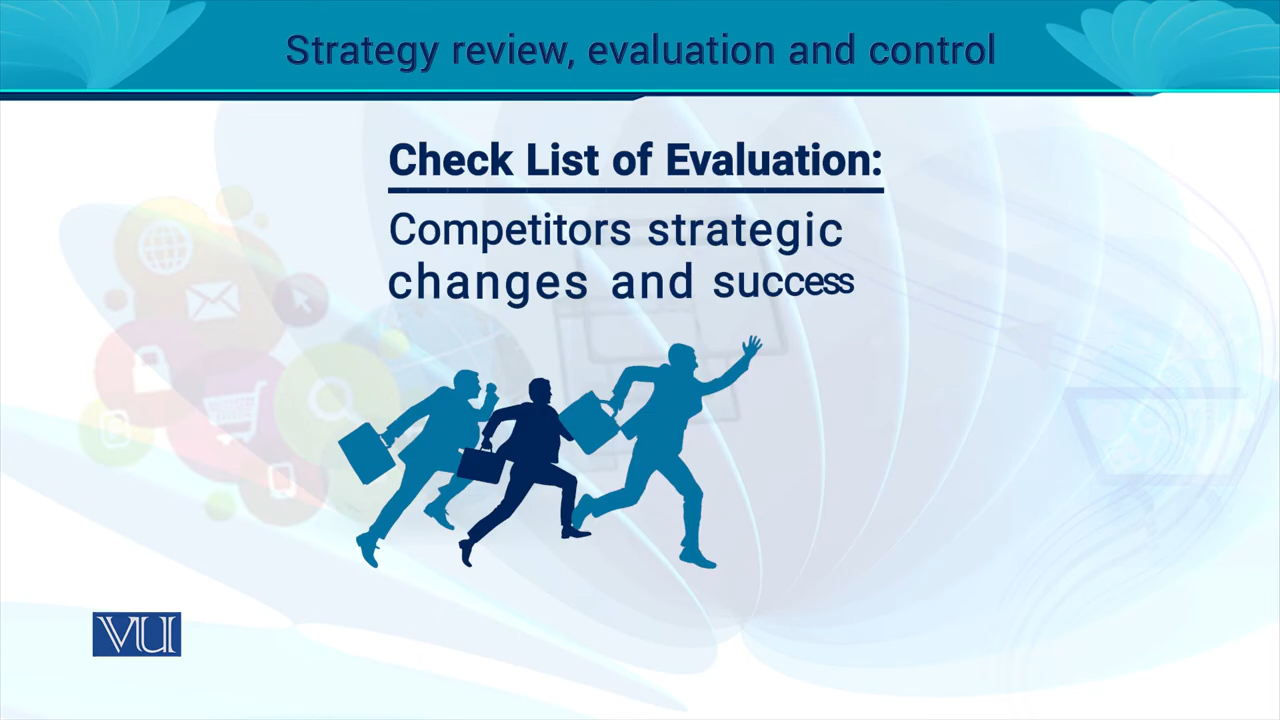 Strategy review, evaluation and control
Check List of Evaluation:
Competitors strategic
changes and success
VU